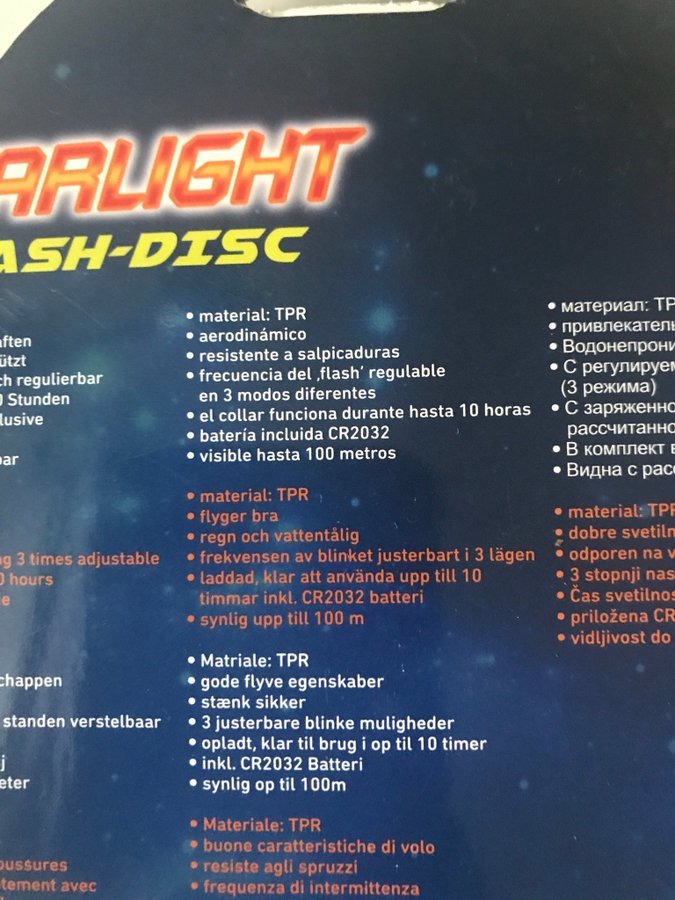 ARLIGHT
ASH-DISC
aften
ützt
ch regulierbar
0 Stunden
lusive
bar
ng 3 times adjustable
0 hours
e
chappen
standen verstelbaar
j
eter
oussures
tement avec
• material: TPR
• aerodinámico
• resistente a salpicaduras
• frecuencia del ‚flash’ regulable
en 3 modos diferentes
• el collar funciona durante hasta 10 horas
• batería incluida CR2032
• visible hasta 100 metros
• material: TPR
• flyger bra
• regn och vattentålig
• frekvensen av blinket justerbart i 3 lägen
• laddad, klar att använda upp till 10
timmar inkl. CR2032 batteri
• synlig upp till 100 m
• Matriale: TPR
• gode flyve egenskaber
• stænk sikker
• 3 justerbare blinke muligheder
• opladt, klar til brug i op til 10 timer
• inkl. CR2032 Batteri
• synlig op til 100m
• Materiale: TPR
• buone caratteristiche di volo
• resiste agli spruzzi
• frequenza di intermittenza
• материал: TP
• привлекатель
• Водонепрони
• С регулируем
(3 режима)
• С заряженно
рассчитанно
• В комплект в
• Видна с расс
• material: TPR
• dobre svetiln
• odporen na v
• 3 stopnji nas
• Čas svetilnos
• priložena CR
• vidljivost do